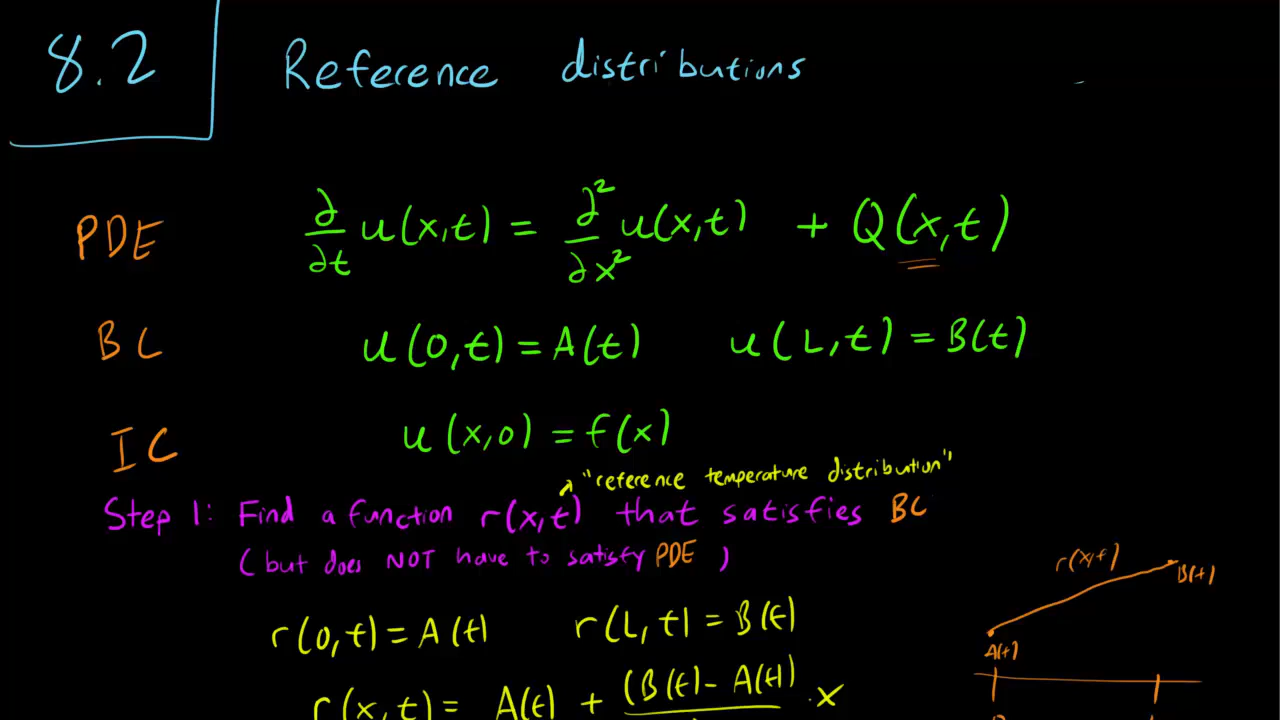 8.2
Reference distributions
PDE ∂/∂t u(x,t) = ∂²/∂x² u(x,t) + Q(x,t)
BC u(0,t) = A(t) u(L,t) = B(t)
IC u(x,0) = f(x)
"reference temperature distribution"
Step 1: Find a function r(x,t) that satisfies BC
(but does NOT have to satisfy PDE)
r(x,t)
B(t)
r(0,t) = A(t) r(L,t) = B(t)
A(t)
r(x,t) = A(t) + (B(t) - A(t)) · x